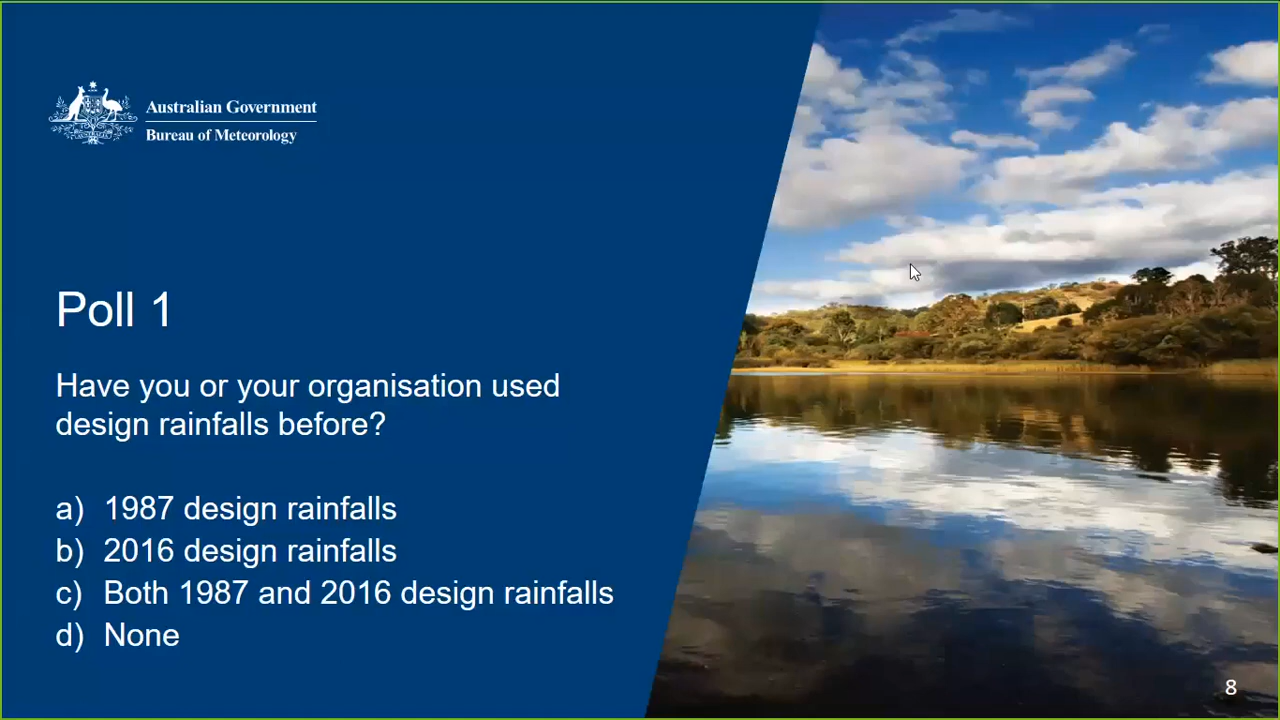 Australian Government
Bureau of Meteorology
Poll 1
Have you or your organisation used
design rainfalls before?
a) 1987 design rainfalls
b) 2016 design rainfalls
c) Both 1987 and 2016 design rainfalls
d) None
8